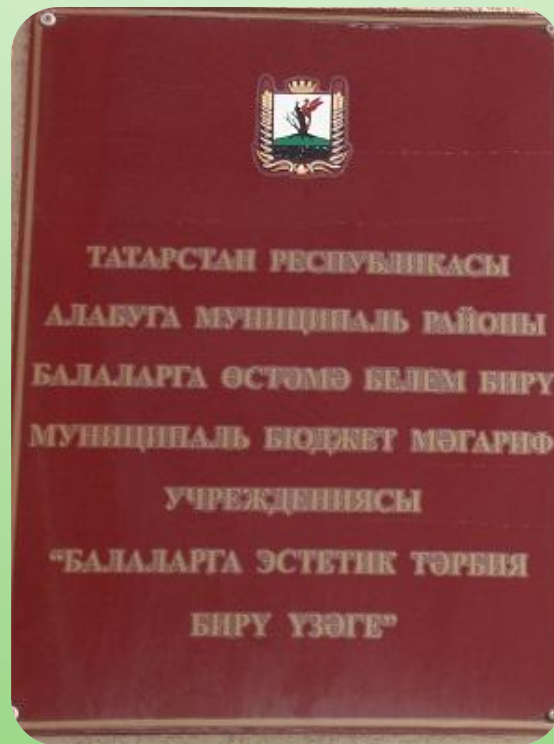 ТАТАРСТАН РЕСПУБЛИКАСЫ
АЛАБУГА МУНИЦИПАЛЬ РАЙОНЫ
БАЛАЛАРГА ӨСТӘМӘ БЕЛЕМ БИРҮ
МУНИЦИПАЛЬ БЮДЖЕТ МӘГАРИФ
УЧРЕЖДЕНИЯСЫ
“БАЛАЛАРГА ЭСТЕТИК ТӘРБИЯ
БИРҮ ҮЗӘГЕ”